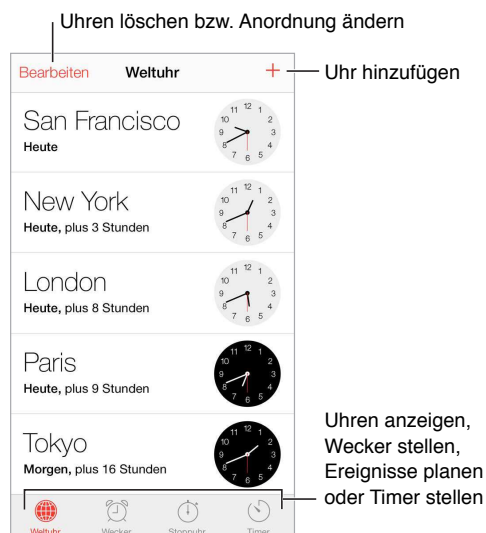 Uhren löschen bzw. Anordnung ändern
Bearbeiten Weltuhr +
Uhr hinzufügen
San Francisco
Heute
New York
Heute, plus 3 Stunden
London
Heute, plus 8 Stunden
Paris
Heute, plus 9 Stunden
Tokyo
Morgen, plus 16 Stunden
Uhren anzeigen,
Wecker stellen,
Ereignisse planen
oder Timer stellen
Weltuhr Wecker Stoppuhr Timer